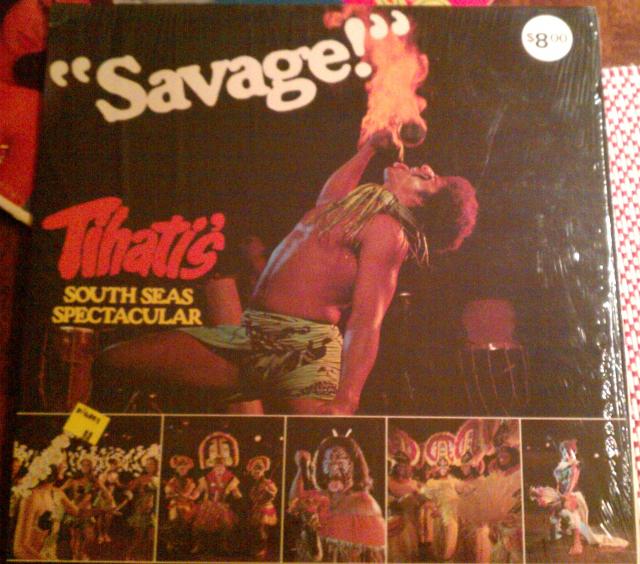 "Savage!"
$8.00
Tihati's
SOUTH SEAS
SPECTACULAR